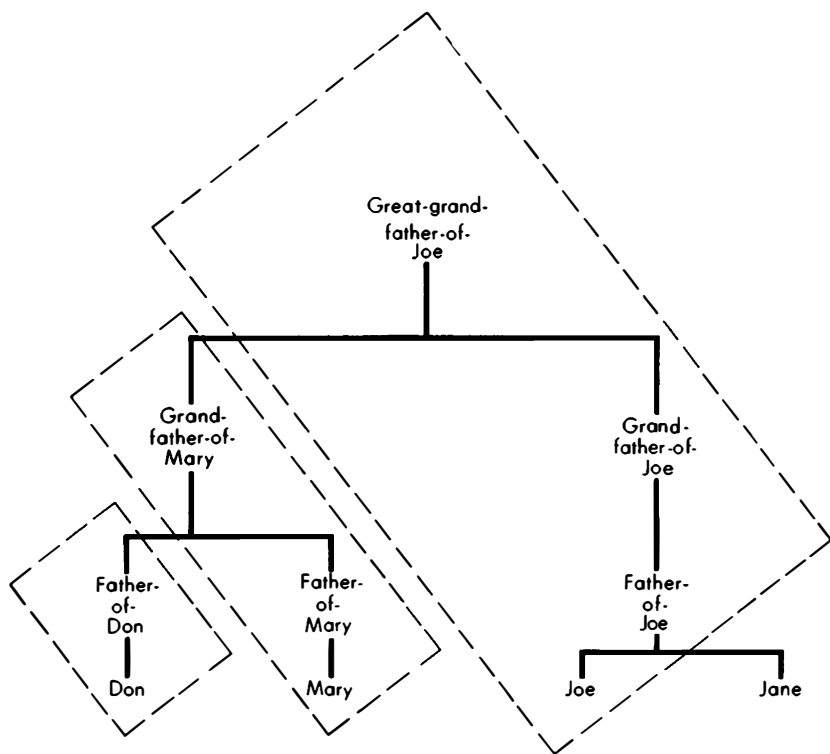 Great-grand-
father-of-
Joe
Grand-
father-of-
Mary
Grand-
father-of-
Joe
Father-
of-
Don
Father-
of-
Mary
Father-
of-
Joe
Don
Mary
Joe
Jane